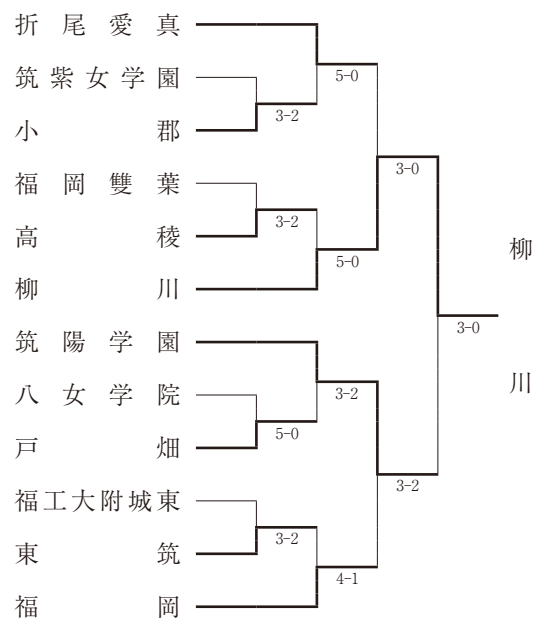 折尾愛真
5-0
筑紫女学園
3-2
小郡
3-0
福岡雙葉
3-2
高稜
5-0
柳川
柳川
3-0
筑陽学園
3-2
八女学院
5-0
戸畑
3-2
福工大附城東
3-2
東筑
4-1
福岡